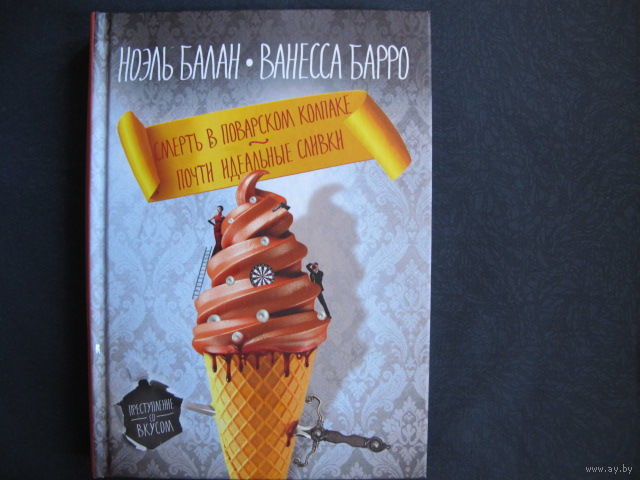 НОЭЛЬ БАЛАН • ВАНЕССА БАРРО
СМЕРТЬ В ПОВАРСКОМ КОЛПАКЕ
~
ПОЧТИ ИДЕАЛЬНЫЕ СЛИВКИ
ПРЕСТУПЛЕНИЕ
СО
ВКУСОМ
www.ay.by